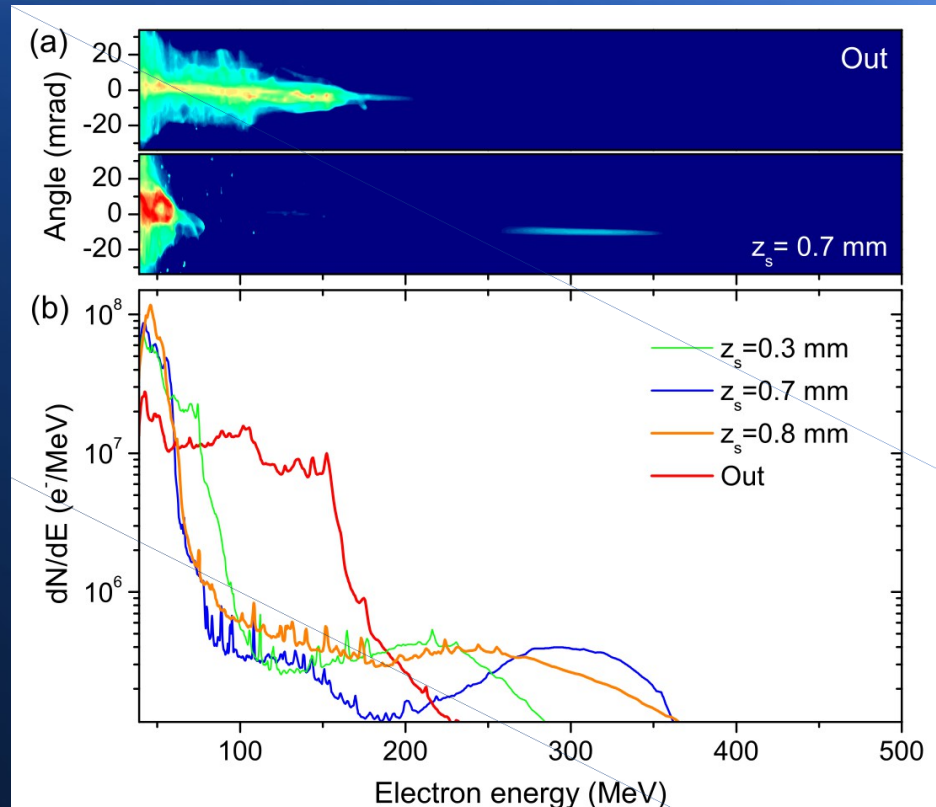 (a)
20
0
-20
Out
20
0
-20
z_s= 0.7 mm
Angle (mrad)
(b)
10^8
10^7
10^6
dN/dE (e^-/MeV)
z_s=0.3 mm
z_s=0.7 mm
z_s=0.8 mm
Out
100 200 300 400 500
Electron energy (MeV)